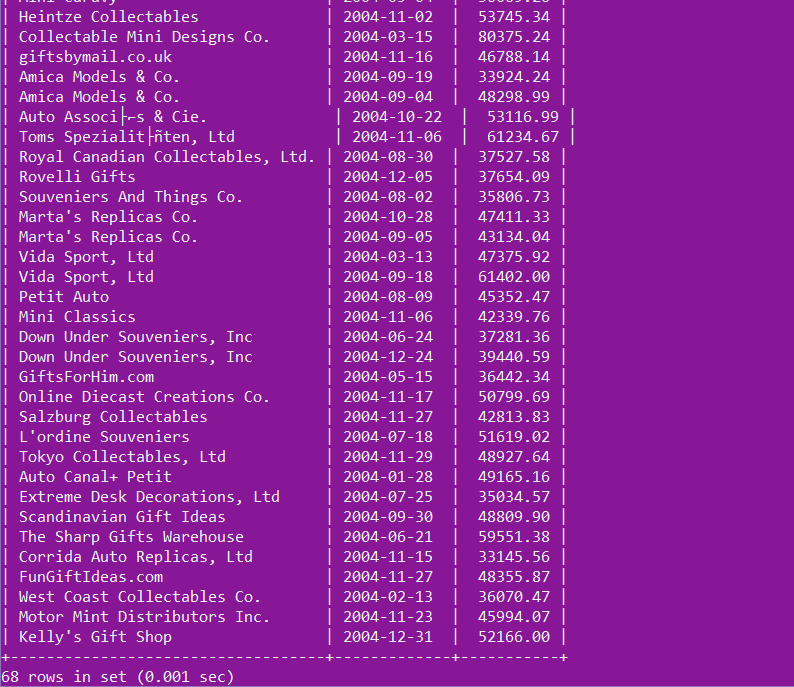 | Heintze Collectables | 2004-11-02 | 53745.34 |
| Collectable Mini Designs Co. | 2004-03-15 | 80375.24 |
| giftsbymail.co.uk | 2004-11-16 | 46788.14 |
| Amica Models & Co. | 2004-09-19 | 33924.24 |
| Amica Models & Co. | 2004-09-04 | 48298.99 |
| Auto Associ├⌐s & Cie. | 2004-10-22 | 53116.99 |
| Toms Spezialit├ñten, Ltd | 2004-11-06 | 61234.67 |
| Royal Canadian Collectables, Ltd. | 2004-08-30 | 37527.58 |
| Rovelli Gifts | 2004-12-05 | 37654.09 |
| Souveniers And Things Co. | 2004-08-02 | 35806.73 |
| Marta's Replicas Co. | 2004-10-28 | 47411.33 |
| Marta's Replicas Co. | 2004-09-05 | 43134.04 |
| Vida Sport, Ltd | 2004-03-13 | 47375.92 |
| Vida Sport, Ltd | 2004-09-18 | 61402.00 |
| Petit Auto | 2004-08-09 | 45352.47 |
| Mini Classics | 2004-11-06 | 42339.76 |
| Down Under Souveniers, Inc | 2004-06-24 | 37281.36 |
| Down Under Souveniers, Inc | 2004-12-24 | 39440.59 |
| GiftsForHim.com | 2004-05-15 | 36442.34 |
| Online Diecast Creations Co. | 2004-11-17 | 50799.69 |
| Salzburg Collectables | 2004-11-27 | 42813.83 |
| L'ordine Souveniers | 2004-07-18 | 51619.02 |
| Tokyo Collectables, Ltd | 2004-11-29 | 48927.64 |
| Auto Canal+ Petit | 2004-01-28 | 49165.16 |
| Extreme Desk Decorations, Ltd | 2004-07-25 | 35034.57 |
| Scandinavian Gift Ideas | 2004-09-30 | 48809.90 |
| The Sharp Gifts Warehouse | 2004-06-21 | 59551.38 |
| Corrida Auto Replicas, Ltd | 2004-11-15 | 33145.56 |
| FunGiftIdeas.com | 2004-11-27 | 48355.87 |
| West Coast Collectables Co. | 2004-02-13 | 36070.47 |
| Motor Mint Distributors Inc. | 2004-11-23 | 45994.07 |
| Kelly's Gift Shop | 2004-12-31 | 52166.00 |
+------------------------------------+-------------+-----------+
68 rows in set (0.001 sec)